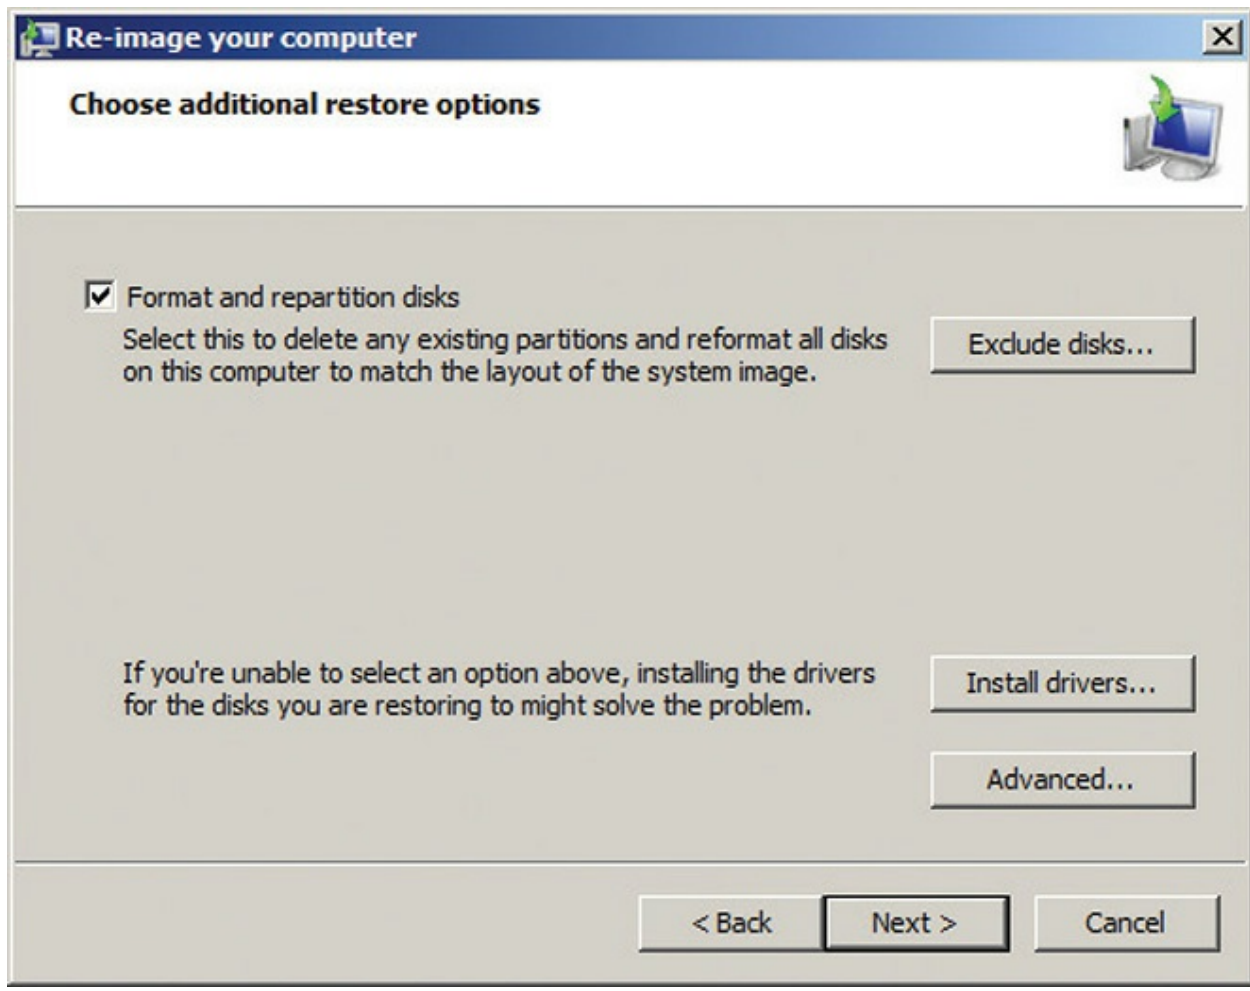 Re-image your computer
Choose additional restore options
Format and repartition disks
Select this to delete any existing partitions and reformat all disks
on this computer to match the layout of the system image.
Exclude disks...
If you're unable to select an option above, installing the drivers
for the disks you are restoring to might solve the problem.
Install drivers...
Advanced...
< Back
Next >
Cancel